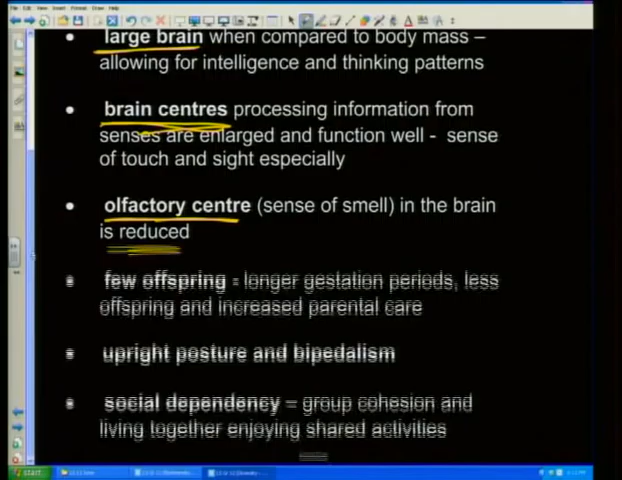 large brain when compared to body mass –
allowing for intelligence and thinking patterns
brain centres processing information from
senses are enlarged and function well - sense
of touch and sight especially
olfactory centre (sense of smell) in the brain
is reduced
few offspring - longer gestation periods, less
offspring and increased parental care
upright posture and bipedalism
social dependency – group cohesion and
living together enjoying shared activities
START